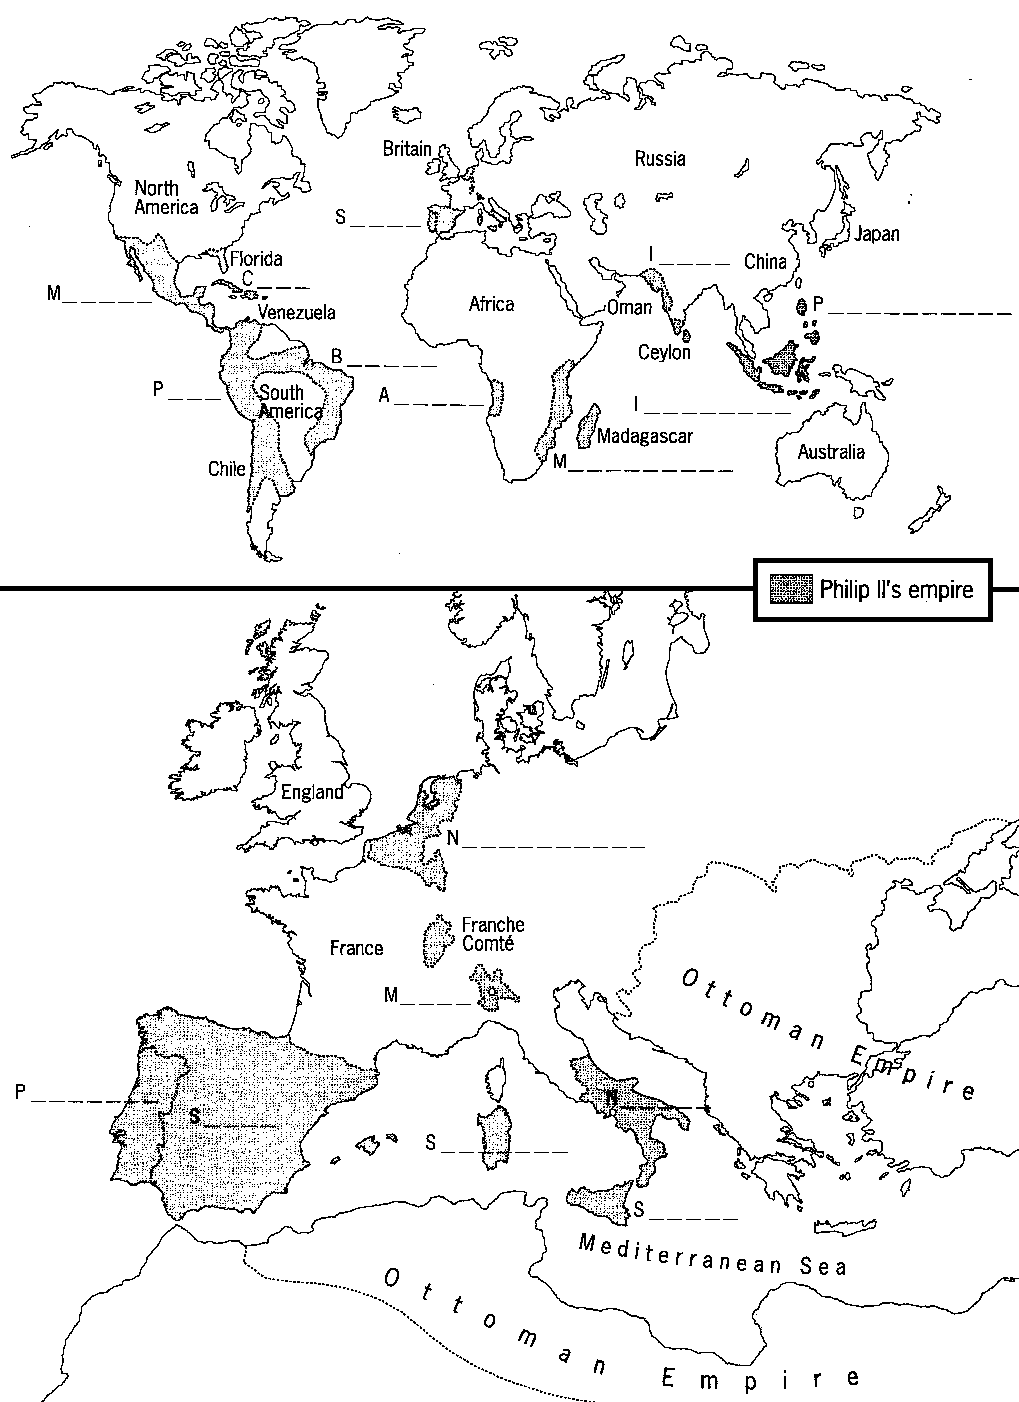 Britain
Russia
North
America
S _ _ _ _ _
Japan
Florida
I _ _ _ _ _
China
C _ _ _ _
M _ _ _ _ _ _
Africa
Oman
P _ _ _ _ _ _ _ _ _ _ _
Venezuela
Ceylon
B _ _ _ _ _
P _ _ _ _
South
America
A _ _ _ _ _ _
I _ _ _ _ _ _ _ _
Madagascar
M _ _ _ _ _ _ _ _ _
Chile
Australia
Philip II's empire
England
N _ _ _ _ _ _ _ _ _ _
Franche
Comté
France
M _ _ _ _ _
Ottoman Empire
P _ _ _ _ _ _ _
S _ _ _ _
N _ _ _ _ _
S _ _ _ _ _ _ _
S _ _ _ _ _
Mediterranean Sea
Ottoman Empire